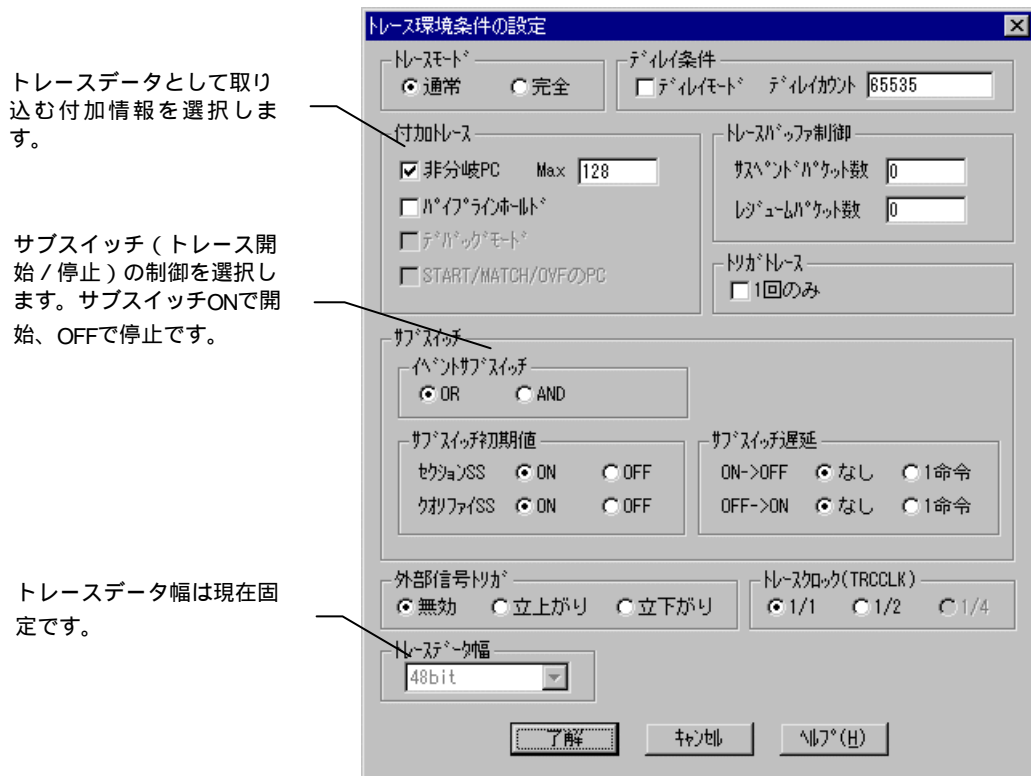 トレースデータとして取り
込む付加情報を選択しま
す。
サブスイッチ(トレース開
始/停止)の制御を選択し
ます。サブスイッチONで開
始、OFFで停止です。
トレースデータ幅は現在固
定です。
ﾄﾚｰｽ環境条件の設定
ﾄﾚｰｽﾓｰﾄﾞ
通常 完全
ﾃﾞｨﾚｲ条件
ﾃﾞｨﾚｲﾓｰﾄﾞ ﾃﾞｨﾚｲｶｳﾝﾄ 65535
付加ﾄﾚｰｽ
非分岐PC Max 128
ﾊﾟｲﾌﾟﾗｲﾝﾎｰﾙﾄﾞ
ﾃﾞﾊﾞｯｸﾞﾓｰﾄﾞ
START/MATCH/OVFのPC
ﾄﾚｰｽﾊﾞｯﾌｧ制御
ｻｽﾍﾟﾝﾄﾞﾊﾟｹｯﾄ数 0
ﾚｼﾞｭｰﾑﾊﾟｹｯﾄ数 0
ﾄﾘｶﾞﾄﾚｰｽ
1回のみ
ｻﾌﾞｽｲｯﾁ
ｲﾍﾞﾝﾄｻﾌﾞｽｲｯﾁ
OR AND
ｻﾌﾞｽｲｯﾁ初期値
ｾｸｼｮﾝSS ON OFF
ｸｵﾘﾌｧｲSS ON OFF
ｻﾌﾞｽｲｯﾁ遅延
ON->OFF なし 1命令
OFF->ON なし 1命令
外部信号ﾄﾘｶﾞ
無効 立上がり 立下がり
ﾄﾚｰｽｸﾛｯｸ(TRCCLK)
1/1 1/2 1/4
ﾄﾚｰｽﾃﾞｰﾀ幅
48bit
了解 ｷｬﾝｾﾙ ﾍﾙﾌﾟ(H)